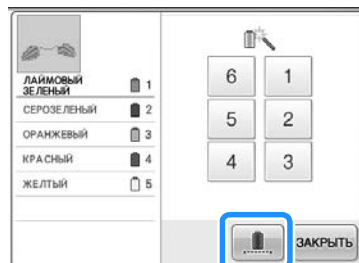 ЛАЙМОВЫЙ
ЗЕЛЕНЫЙ
1
СЕРОЗЕЛЕНЫЙ 2
ОРАНЖЕВЫЙ 3
КРАСНЫЙ 4
ЖЕЛТЫЙ 5
6 1
5 2
4 3
ЗАКРЫТЬ